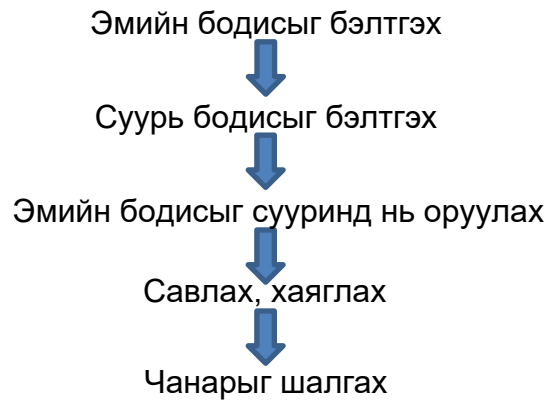 Эмийн бодисыг бэлтгэх
Суурь бодисыг бэлтгэх
Эмийн бодисыг сууринд нь оруулах
Савлах, хаяглах
Чанарыг шалгах